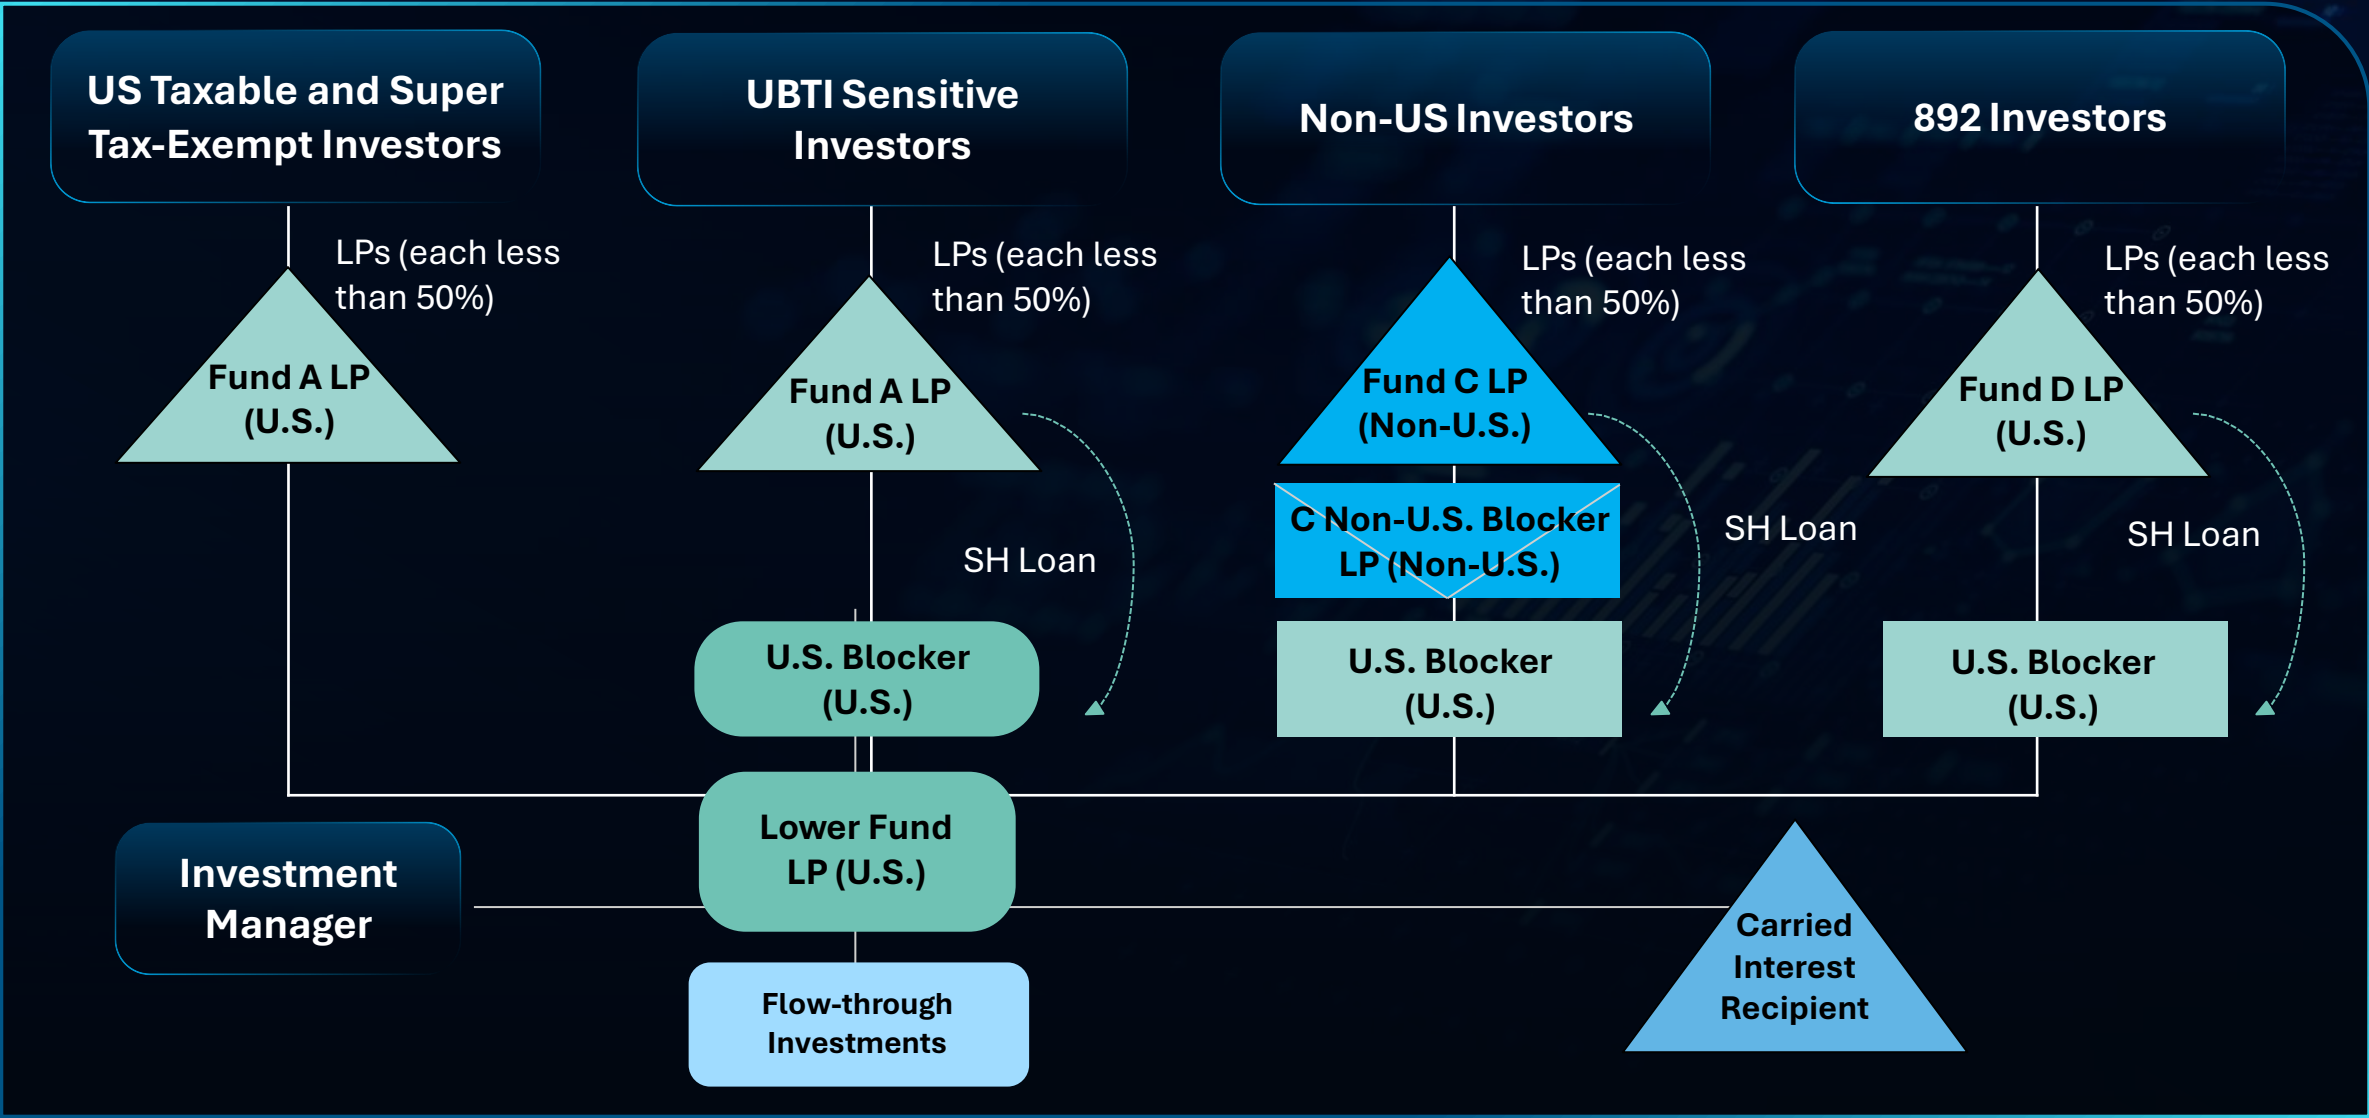 US Taxable and Super
Tax-Exempt Investors
UBTI Sensitive
Investors
Non-US Investors
892 Investors
LPs (each less
than 50%)
LPs (each less
than 50%)
LPs (each less
than 50%)
LPs (each less
than 50%)
Fund A LP
(U.S.)
Fund A LP
(U.S.)
Fund C LP
(Non-U.S.)
Fund D LP
(U.S.)
SH Loan
C Non-U.S. Blocker
LP (Non-U.S.)
SH Loan
SH Loan
U.S. Blocker
(U.S.)
U.S. Blocker
(U.S.)
U.S. Blocker
(U.S.)
Lower Fund
LP (U.S.)
Investment
Manager
Carried
Interest
Recipient
Flow-through
Investments